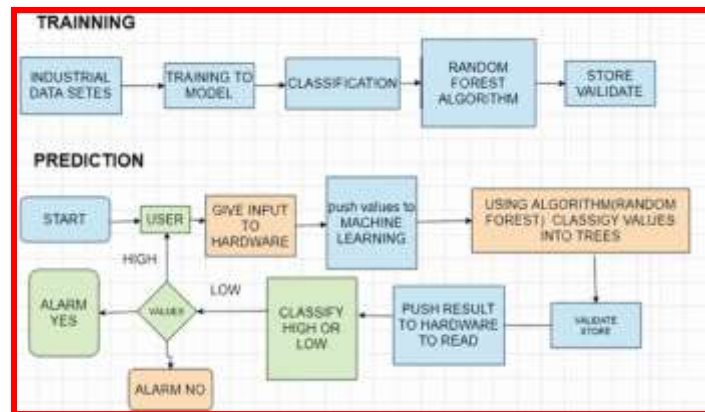 TRAINNING
INDUSTRIAL
DATA SETES
TRAINING TO
MODEL
CLASSIFICATION
RANDOM
FOREST
ALGORITHM
STORE
VAILIDATE
PREDICTION
START
USER
GIVE INPUT
TO
HARDWARE
push values to
MACHINE
LEARNING
USING ALGORITHM(RANDOM
FOREST) CLASSIGY VALUES
INTO TREES
HIGH
ALARM
YES
VALUES
LOW
CLASSIFY
HIGH OR
LOW
PUSH RESULT
TO HARDWARE
TO READ
VALIDATE
STORE
ALARM NO